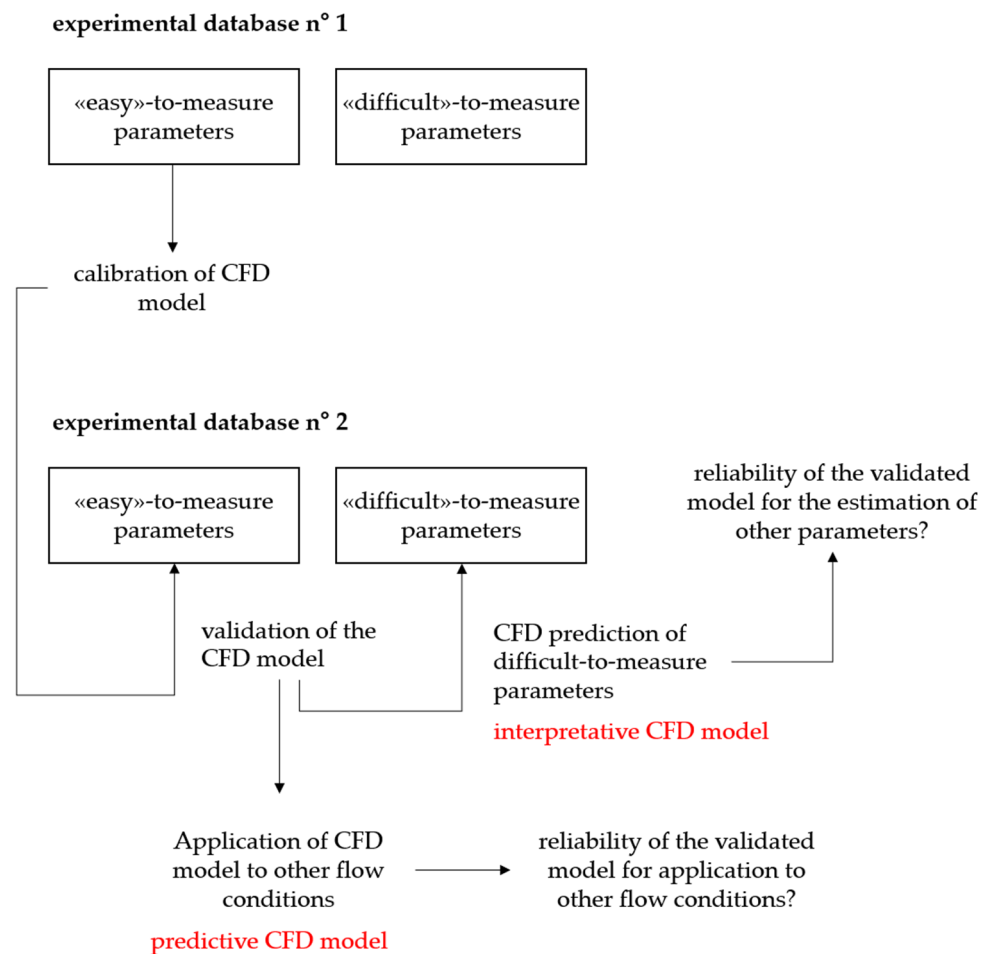 experimental database n° 1
«easy»-to-measure
parameters
«difficult»-to-measure
parameters
calibration of CFD
model
experimental database n° 2
«easy»-to-measure
parameters
«difficult»-to-measure
parameters
reliability of the validated
model for the estimation of
other parameters?
validation of the
CFD model
CFD prediction of
difficult-to-measure
parameters
interpretative CFD model
Application of CFD
model to other flow
conditions
predictive CFD model
reliability of the validated
model for application to
other flow conditions?